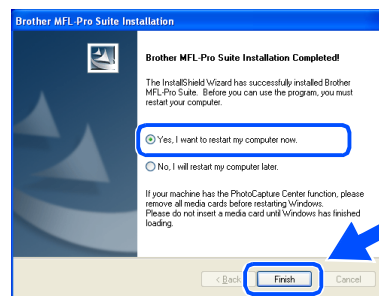 Brother MFL-Pro Suite Installation
Brother MFL-Pro Suite Installation Completed!
The InstallShield Wizard has successfully installed Brother
MFL-Pro Suite. Before you can use the program, you must
restart your computer.
Yes, I want to restart my computer now.
No, I will restart my computer later.
If your machine has the PhotoCapture Center function, please
remove all media cards before restarting Windows.
Please do not insert a media card until Windows has finished
loading.
< Back
Finish
Cancel